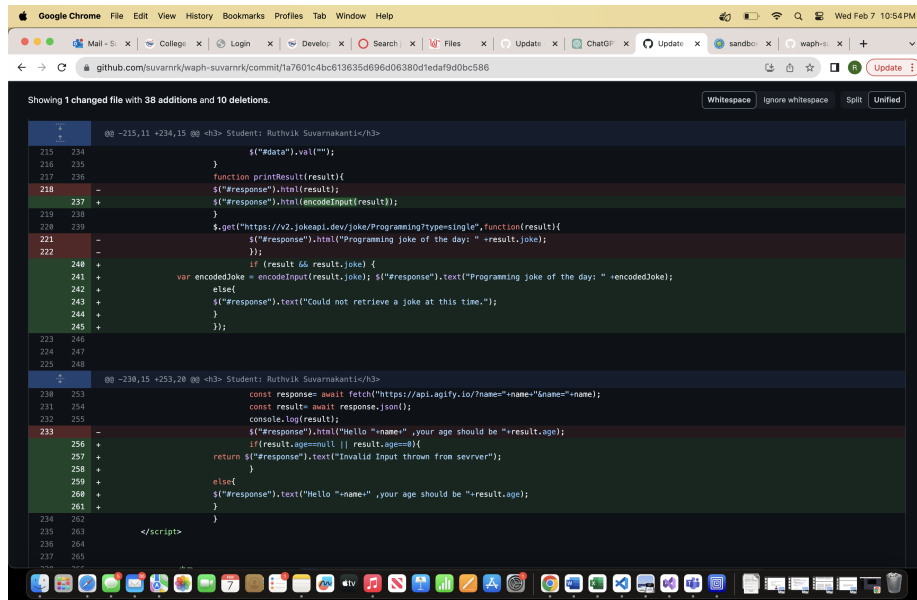 Google Chrome File Edit View History Bookmarks Profiles Tab Window Help Wed Feb 7 10:54PM
Mail - S College Login Develop Search Files Update ChatGP Update sandbo waph-s
github.com/suvarnrk/waph-suvarnrk/commit/1a7601c4bc613635d696d06380d1edaf9d0bc586 R Update
Showing 1 changed file with 38 additions and 10 deletions. Whitespace Ignore whitespace Split Unified
@@ -215,11 +234,15 @@ <h3> Student: Ruthvik Suvarnakanti</h3>
215 234 $("#data").val("");
216 235 }
217 236 function printResult(result){
218 - $("#response").html(result);
237 + $("#response").html(encodeInput(result));
219 238 }
220 239 $.get("https://v2.jokeapi.dev/joke/Programming?type=single",function(result){
221 - $("#response").html("Programming joke of the day: " +result.joke);
222 - });
240 + if (result && result.joke) {
241 + var encodedJoke = encodeInput(result.joke); $("#response").text("Programming joke of the day: " +encodedJoke);
242 + else{
243 + $("#response").text("Could not retrieve a joke at this time.");
244 + }
245 + });
223 246
224 247
225 248
@@ -230,15 +253,20 @@ <h3> Student: Ruthvik Suvarnakanti</h3>
230 253 const response= await fetch("https://api.agify.io/?name="+name+"&name="+name);
231 254 const result= await response.json();
232 255 console.log(result);
233 - $("#response").html("Hello "+name+" ,your age should be "+result.age);
256 + if(result.age==null || result.age==0){
257 + return $("#response").text("Invalid Input thrown from sevrver");
258 + }
259 + else{
260 + $("#response").text("Hello "+name+" ,your age should be "+result.age);
261 + }
234 262 }
235 263 </script>
236 264
237 265
FEB 7 tv